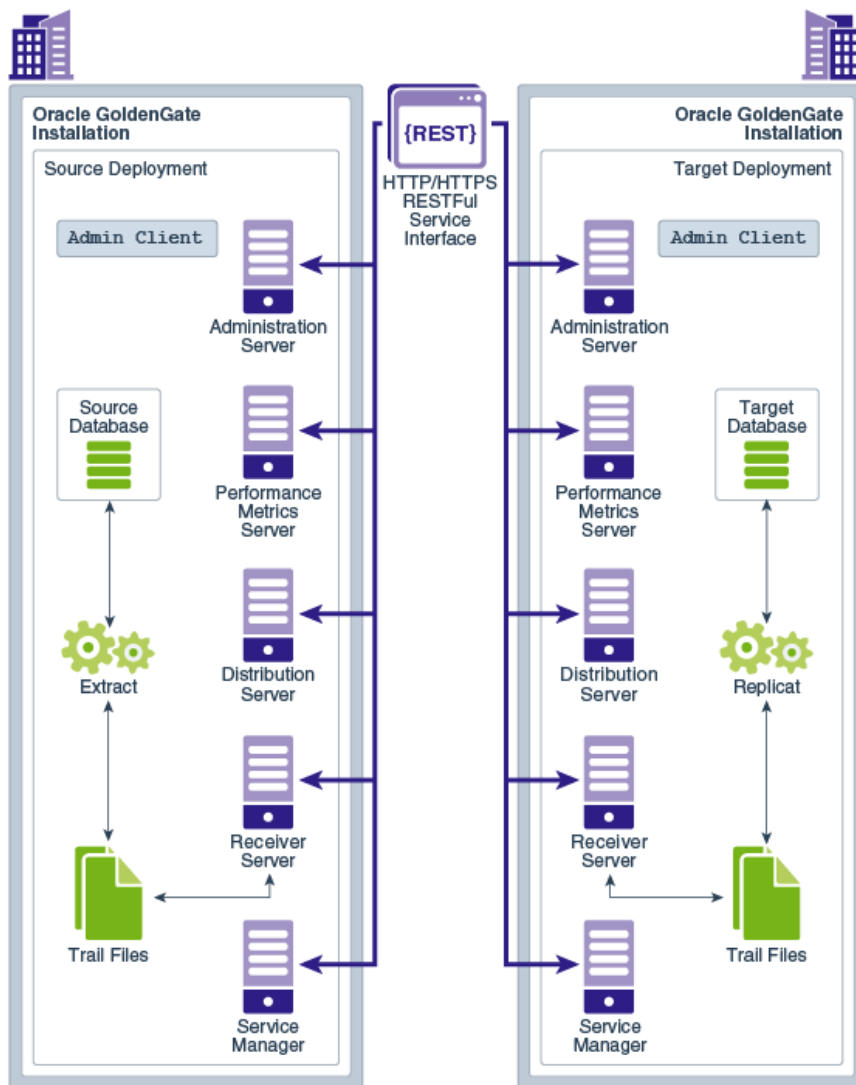 Oracle GoldenGate
Installation
Source Deployment
Admin Client
Administration
Server
Source
Database
Performance
Metrics
Server
Extract
Distribution
Server
Receiver
Server
Trail Files
Service
Manager
{REST}
HTTP/HTTPS
RESTFul
Service
Interface
Oracle GoldenGate
Installation
Target Deployment
Admin Client
Administration
Server
Target
Database
Performance
Metrics
Server
Distribution
Server
Replicat
Receiver
Server
Trail Files
Service
Manager